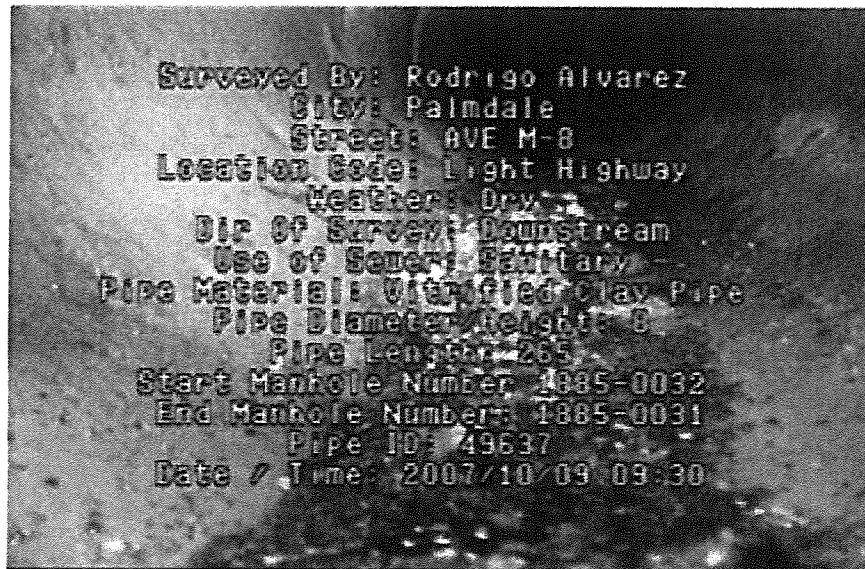 Surveyed By: Rodrigo Alvarez
City: Palmdale
Street: AVE M-8
Location Code: Light Highway
Weather: Dry
Dir Of Survey: Downstream
Use of Sewer: Sanitary
Pipe Material: Vitrified Clay Pipe
Pipe Diameter/Height: 8
Pipe Length: 265
Start Manhole Number 1885-0032
End Manhole Number: 1885-0031
Pipe ID: 49637
Date / Time: 2007/10/09 09:30